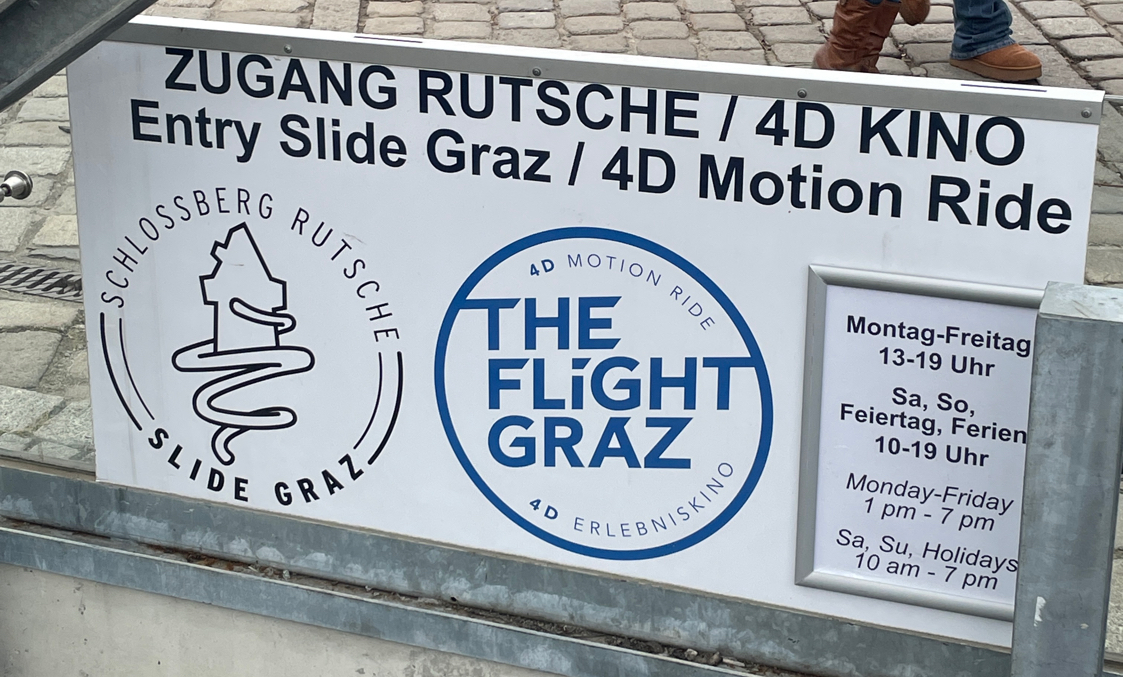 ZUGANG RUTSCHE / 4D KINO
Entry Slide Graz / 4D Motion Ride
SCHLOSSBERG RUTSCHE
SLIDE GRAZ
4D MOTION RIDE
THE
FLiGHT
GRAZ
4D ERLEBNISKINO
Montag-Freitag
13-19 Uhr
Sa, So,
Feiertag, Ferien
10-19 Uhr
Monday-Friday
1 pm - 7 pm
Sa, Su, Holidays
10 am - 7 pm